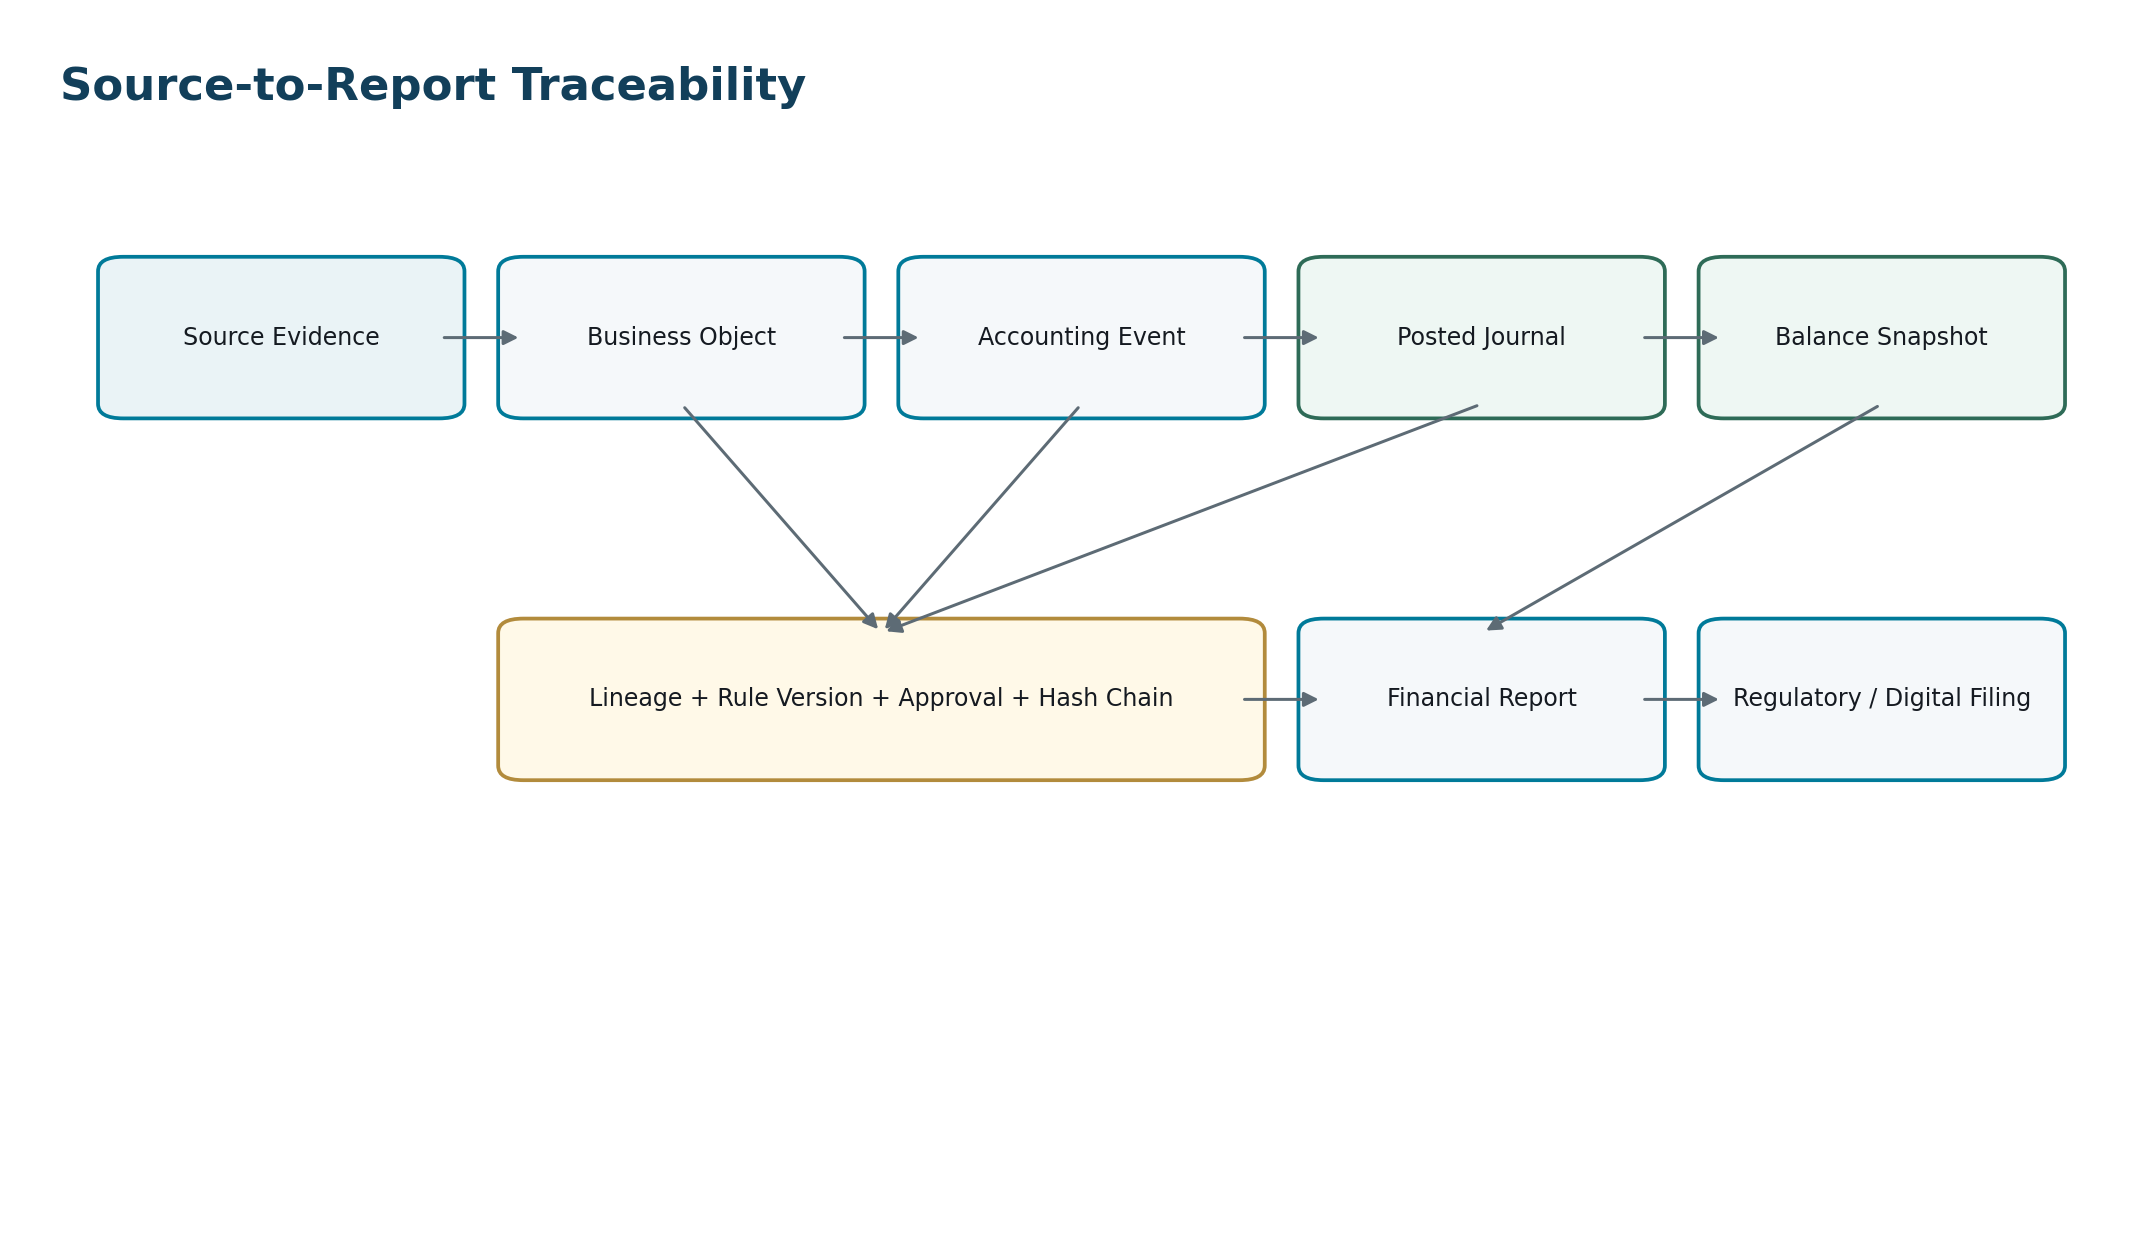 Source-to-Report Traceability
Source Evidence
Business Object
Accounting Event
Posted Journal
Balance Snapshot
Lineage + Rule Version + Approval + Hash Chain
Financial Report
Regulatory / Digital Filing